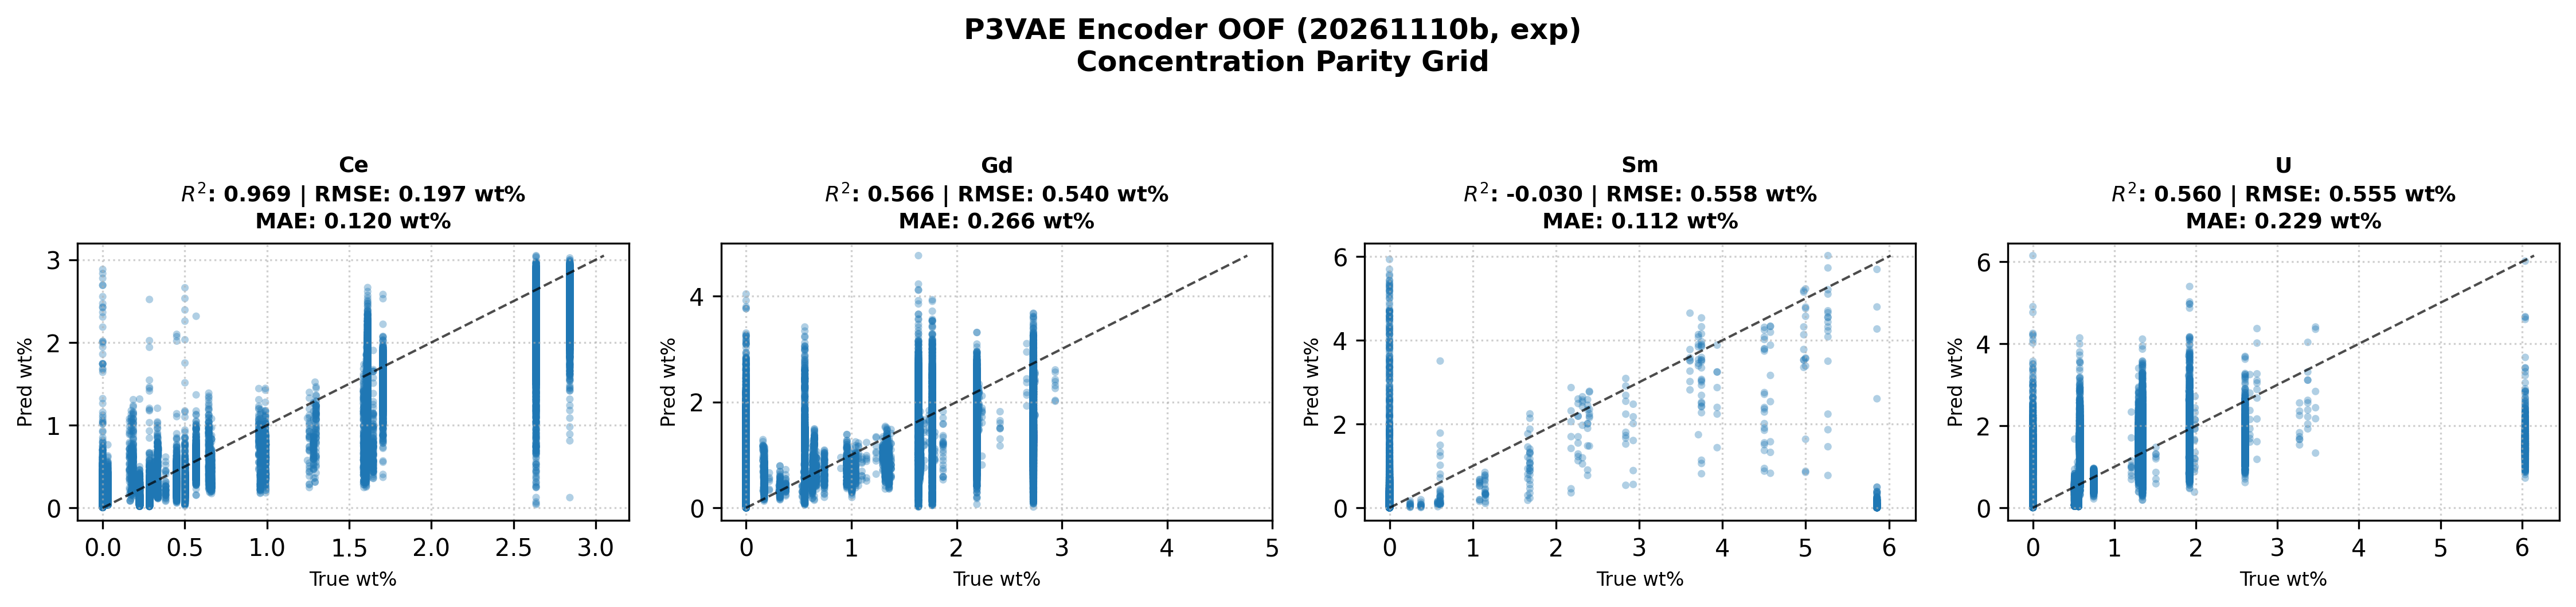 P3VAE Encoder OOF (20261110b, exp)
Concentration Parity Grid
Ce
R²: 0.969 | RMSE: 0.197 wt%
MAE: 0.120 wt%
Pred wt%
3
2
1
0
0.0 0.5 1.0 1.5 2.0 2.5 3.0
True wt%
Gd
R²: 0.566 | RMSE: 0.540 wt%
MAE: 0.266 wt%
Pred wt%
4
2
0
0 1 2 3 4 5
True wt%
Sm
R²: -0.030 | RMSE: 0.558 wt%
MAE: 0.112 wt%
Pred wt%
6
4
2
0
0 1 2 3 4 5 6
True wt%
U
R²: 0.560 | RMSE: 0.555 wt%
MAE: 0.229 wt%
Pred wt%
6
4
2
0
0 1 2 3 4 5 6
True wt%